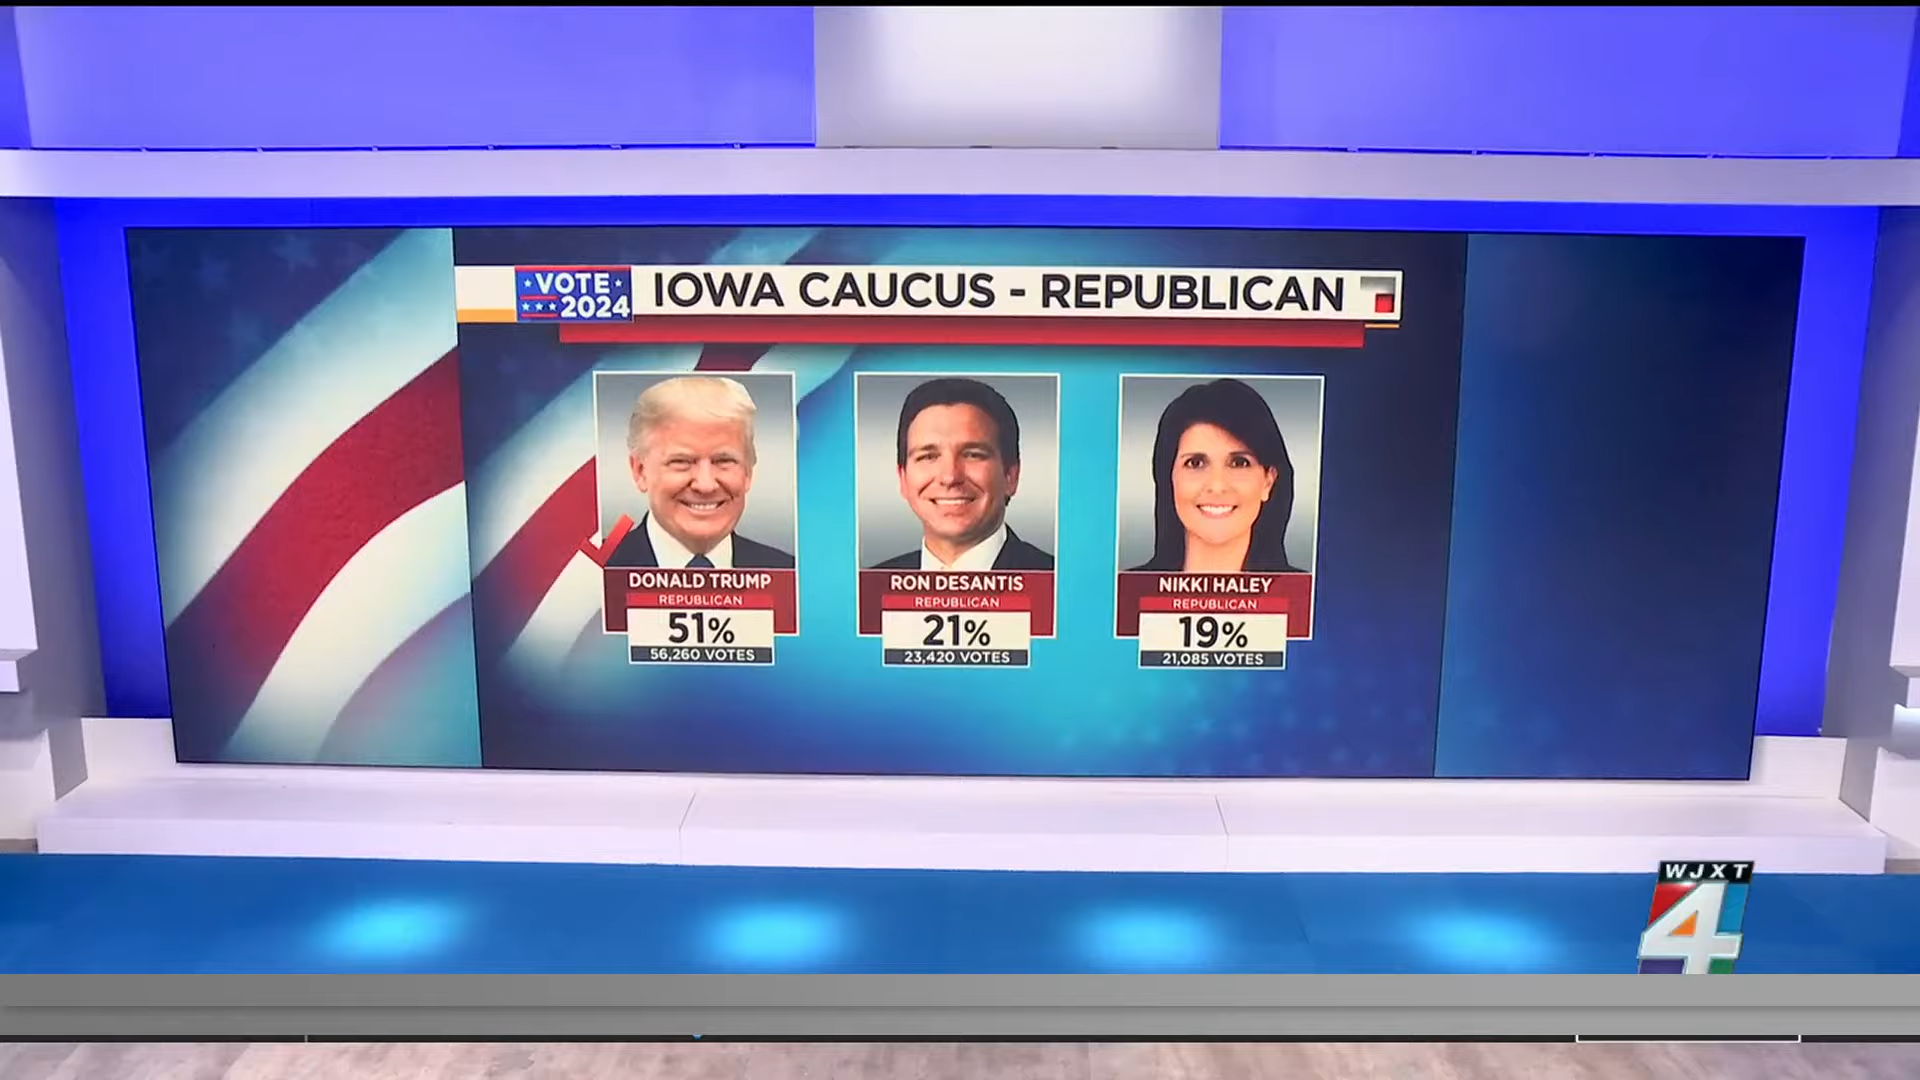 VOTE
2024
IOWA CAUCUS - REPUBLICAN
DONALD TRUMP
REPUBLICAN
51%
56,260 VOTES
RON DESANTIS
REPUBLICAN
21%
23,420 VOTES
NIKKI HALEY
REPUBLICAN
19%
21,085 VOTES
WJXT
4